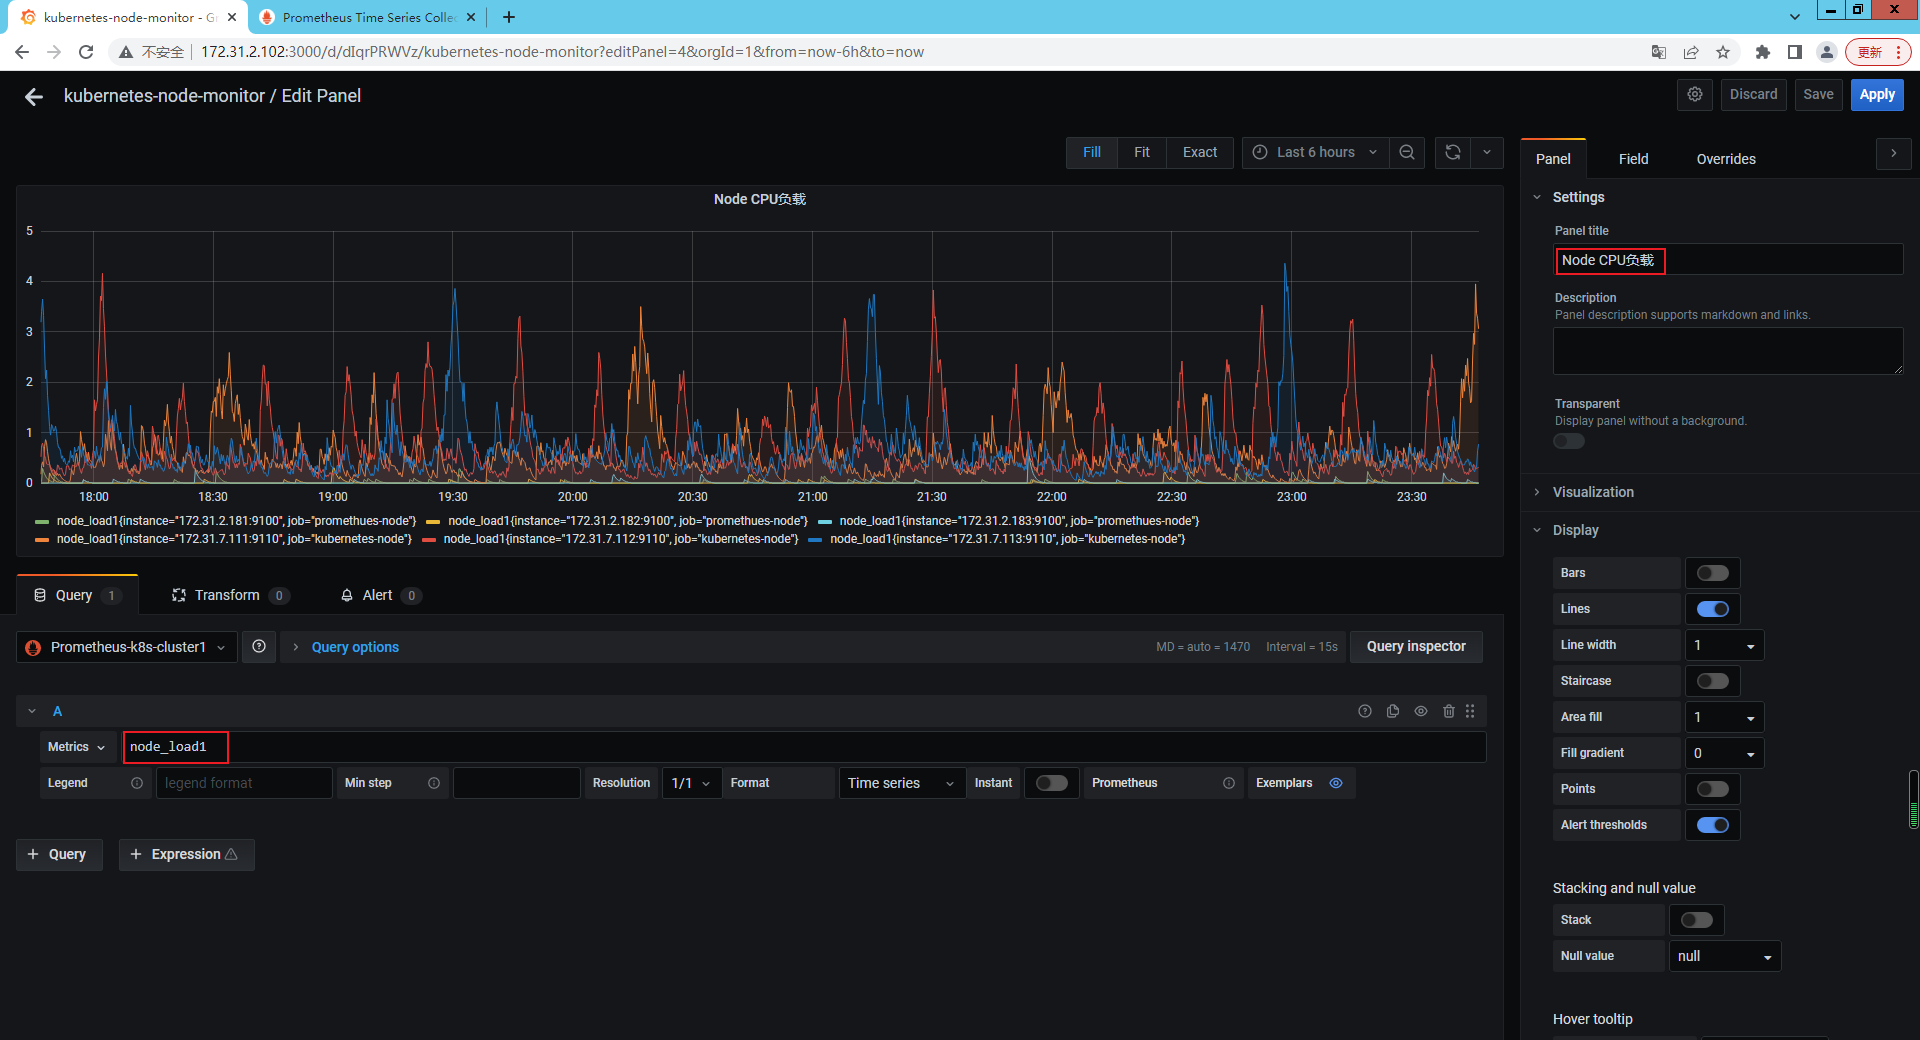 kubernetes-node-monitor - Gr
Prometheus Time Series Collec
不安全
172.31.2.102:3000/d/dIqrPRWVz/kubernetes-node-monitor?editPanel=4&orgId=1&from=now-6h&to=now
更新
kubernetes-node-monitor / Edit Panel
Discard
Save
Apply
Fill
Fit
Exact
Last 6 hours
Node CPU负载
5
4
3
2
1
0
18:00
18:30
19:00
19:30
20:00
20:30
21:00
21:30
22:00
22:30
23:00
23:30
node_load1{instance="172.31.2.181:9100", job="promethues-node"}
node_load1{instance="172.31.2.182:9100", job="promethues-node"}
node_load1{instance="172.31.2.183:9100", job="promethues-node"}
node_load1{instance="172.31.7.111:9110", job="kubernetes-node"}
node_load1{instance="172.31.7.112:9110", job="kubernetes-node"}
node_load1{instance="172.31.7.113:9110", job="kubernetes-node"}
Query 1
Transform 0
Alert 0
Prometheus-k8s-cluster1
Query options
MD = auto = 1470
Interval = 15s
Query inspector
A
Metrics
node_load1
Legend
legend format
Min step
Resolution
1/1
Format
Time series
Instant
Prometheus
Exemplars
+ Query
+ Expression
Panel
Field
Overrides
Settings
Panel title
Node CPU负载
Description
Panel description supports markdown and links.
Transparent
Display panel without a background.
Visualization
Display
Bars
Lines
Line width
1
Staircase
Area fill
1
Fill gradient
0
Points
Alert thresholds
Stacking and null value
Stack
Null value
null
Hover tooltip